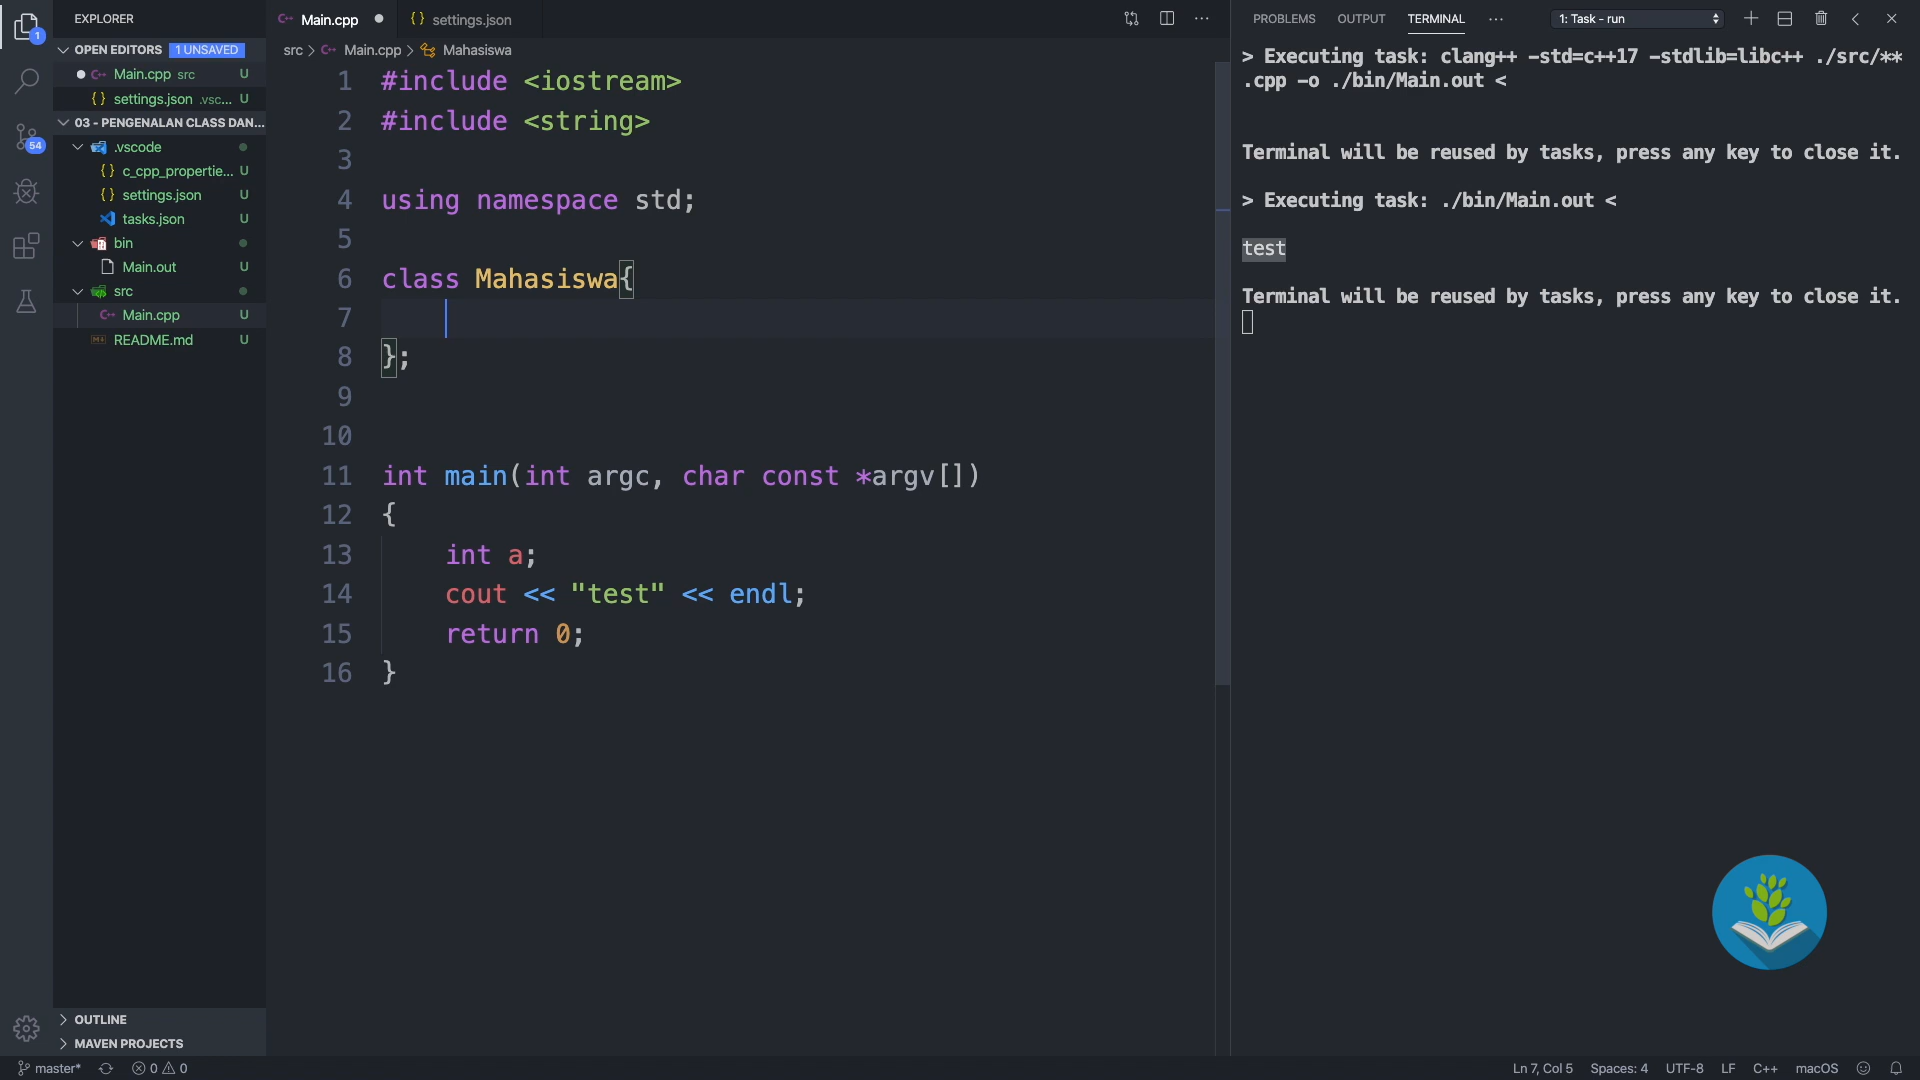 EXPLORER
OPEN EDITORS 1 UNSAVED
Main.cpp src U
settings.json .vsc... U
03 - PENGENALAN CLASS DAN...
.vscode
c_cpp_propertie... U
settings.json U
tasks.json U
bin
Main.out U
src
Main.cpp U
README.md U
OUTLINE
MAVEN PROJECTS
1
54
Main.cpp
settings.json
src > Main.cpp > Mahasiswa
1 #include <iostream>
2 #include <string>
3
4 using namespace std;
5
6 class Mahasiswa{
7
8 };
9
10
11 int main(int argc, char const *argv[])
12 {
13 int a;
14 cout << "test" << endl;
15 return 0;
16 }
PROBLEMS OUTPUT TERMINAL ... 1: Task - run
> Executing task: clang++ -std=c++17 -stdlib=libc++ ./src/**
.cpp -o ./bin/Main.out <
Terminal will be reused by tasks, press any key to close it.
> Executing task: ./bin/Main.out <
test
Terminal will be reused by tasks, press any key to close it.
master* 0 0 Ln 7, Col 5 Spaces: 4 UTF-8 LF C++ macOS